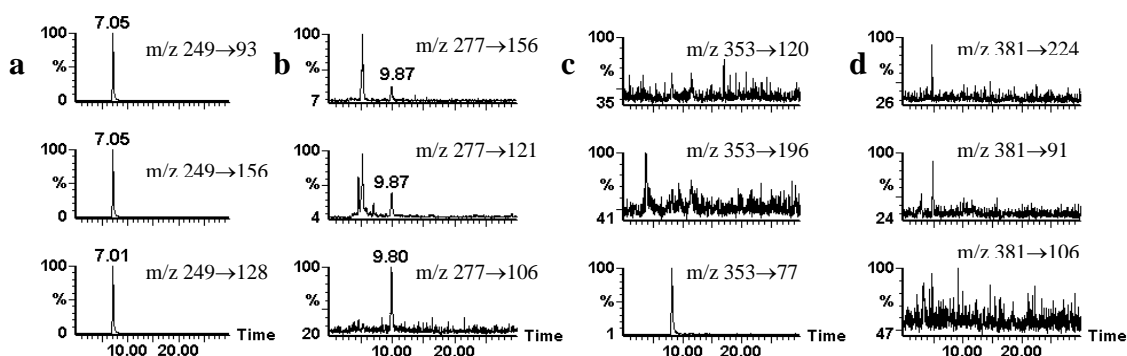 a
7.05
100
%
0
m/z 249→93
7.05
100
%
0
m/z 249→156
7.01
100
%
0
m/z 249→128
Time
10.00 20.00
b
100
%
7
9.87
m/z 277→156
100
%
4
9.87
m/z 277→121
9.80
100
%
20
m/z 277→106
Time
10.00 20.00
c
100
%
35
m/z 353→120
100
%
41
m/z 353→196
100
%
1
m/z 353→77
Time
10.00 20.00
d
100
%
26
m/z 381→224
100
%
24
m/z 381→91
100
%
47
m/z 381→106
Time
10.00 20.00